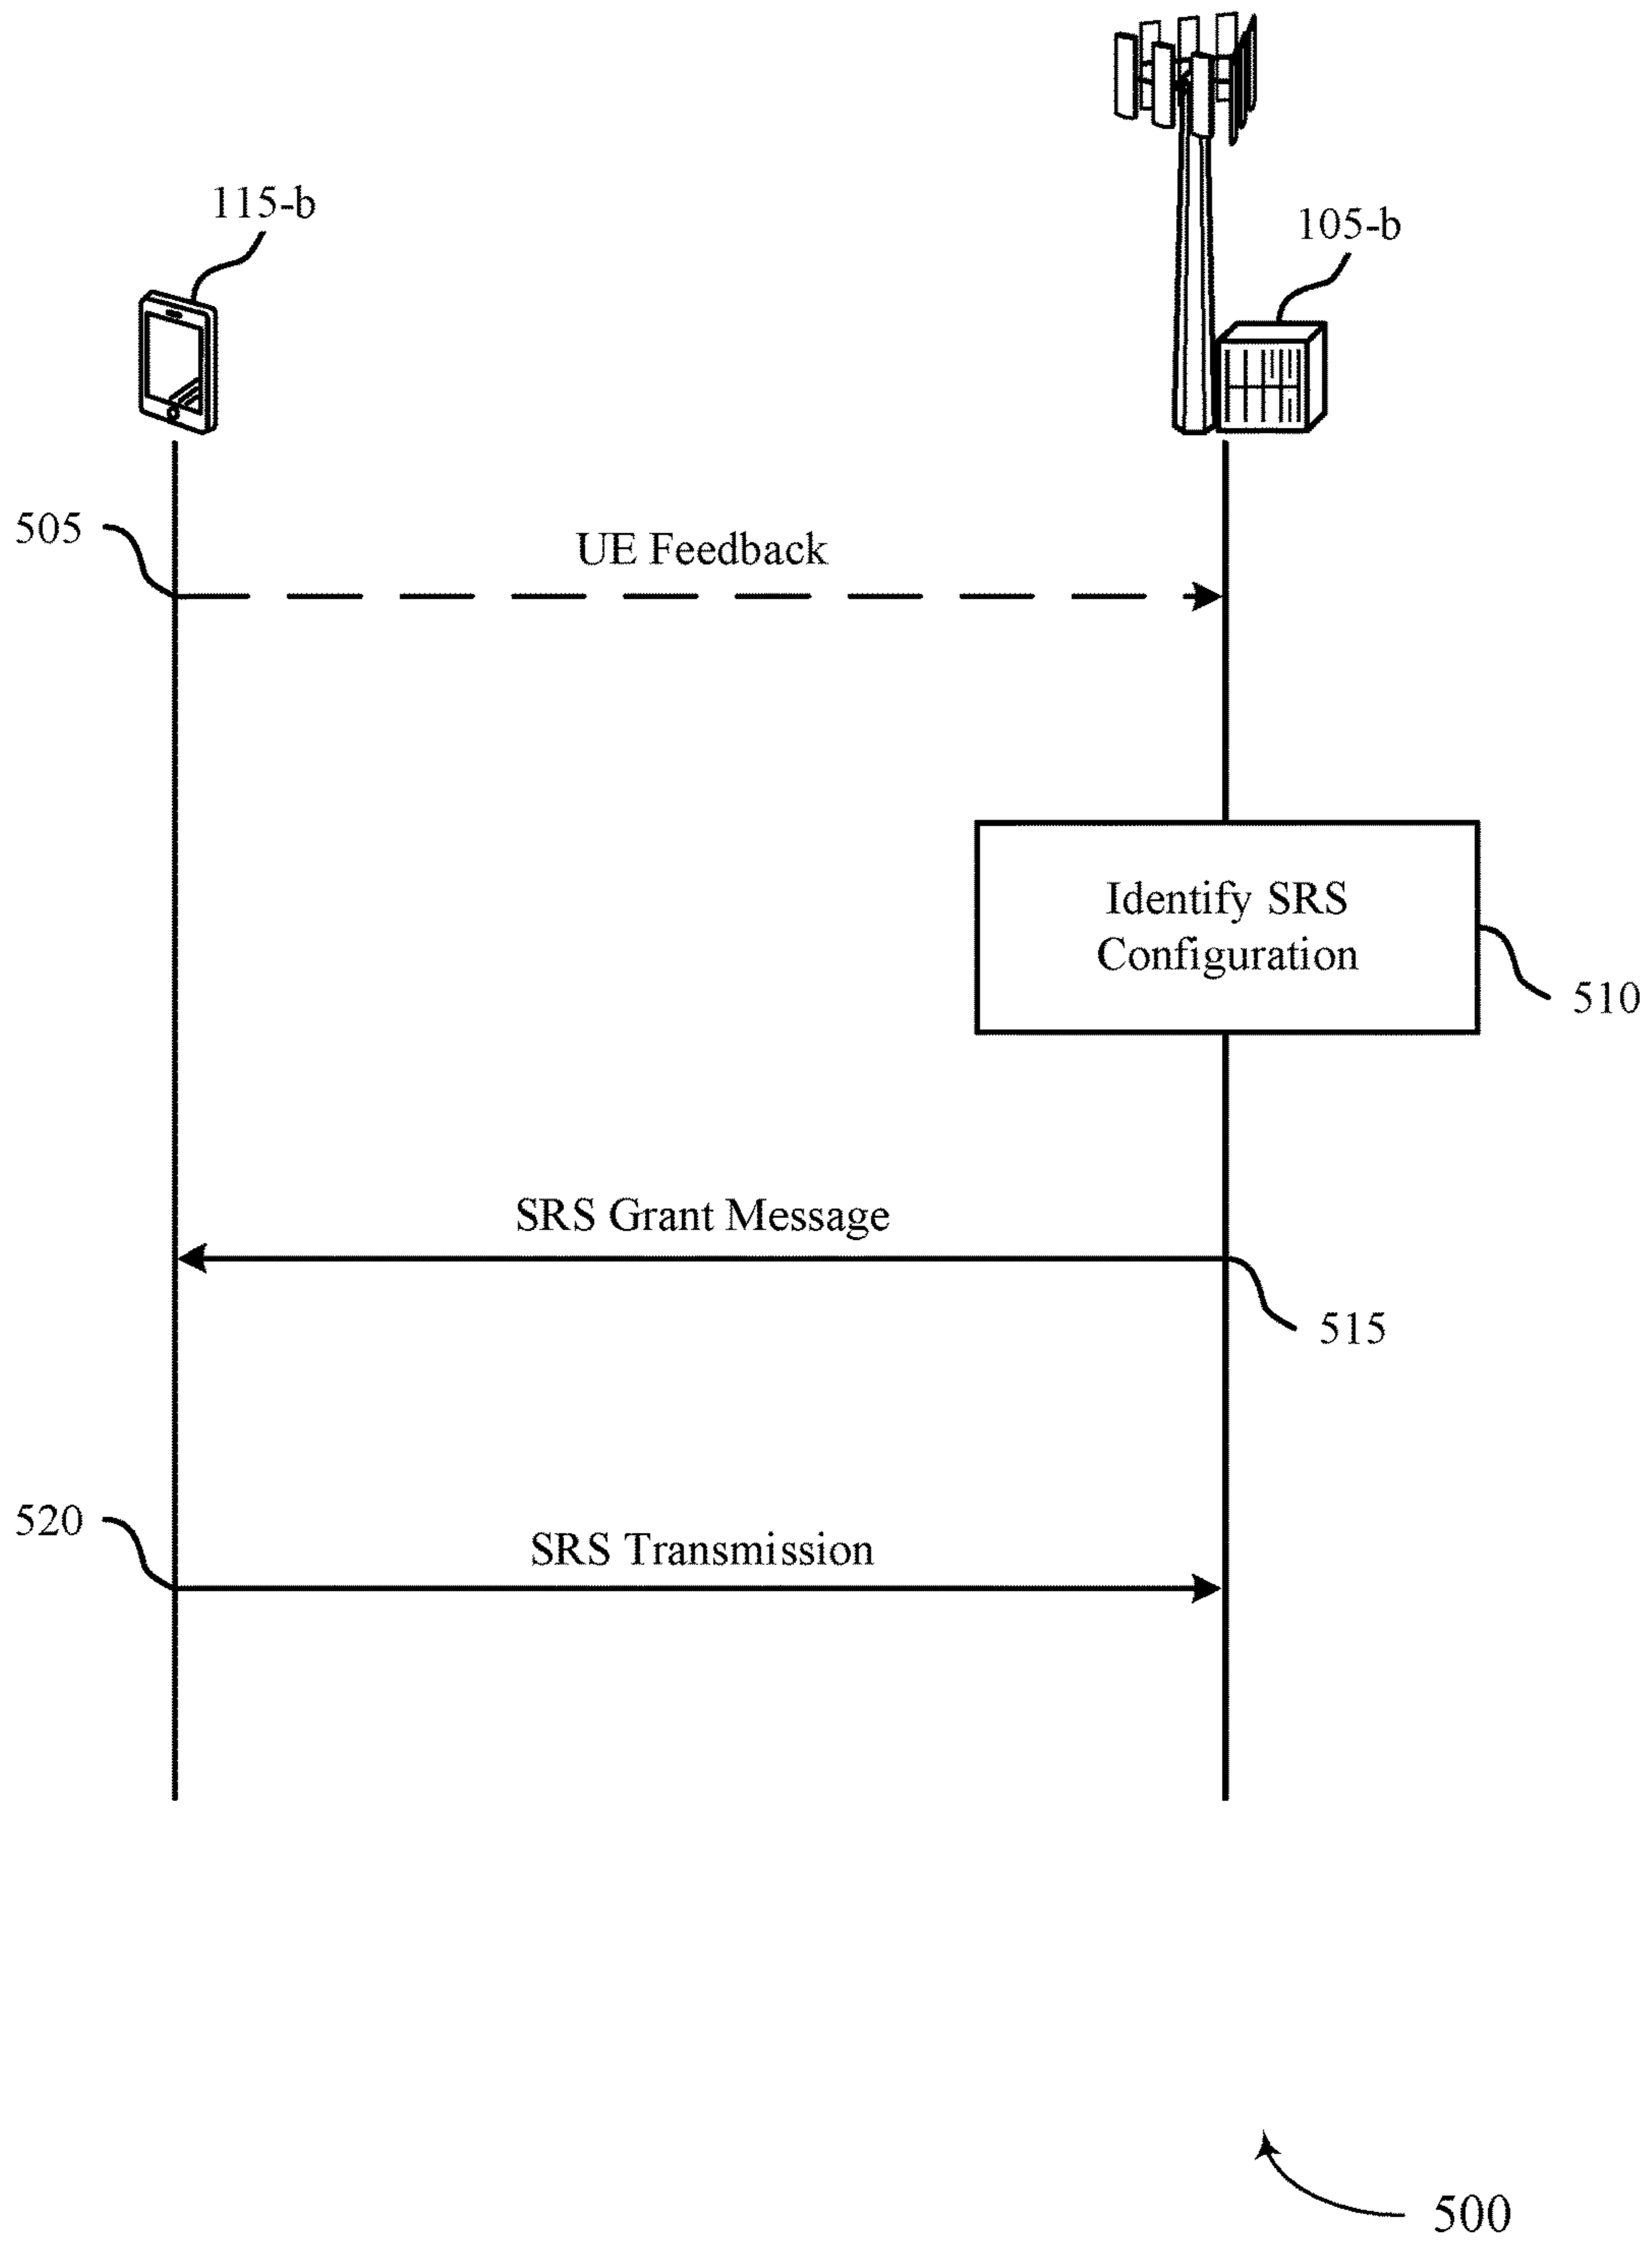 115-b
105-b
505
UE Feedback
Identify SRS
Configuration
510
SRS Grant Message
515
520
SRS Transmission
500